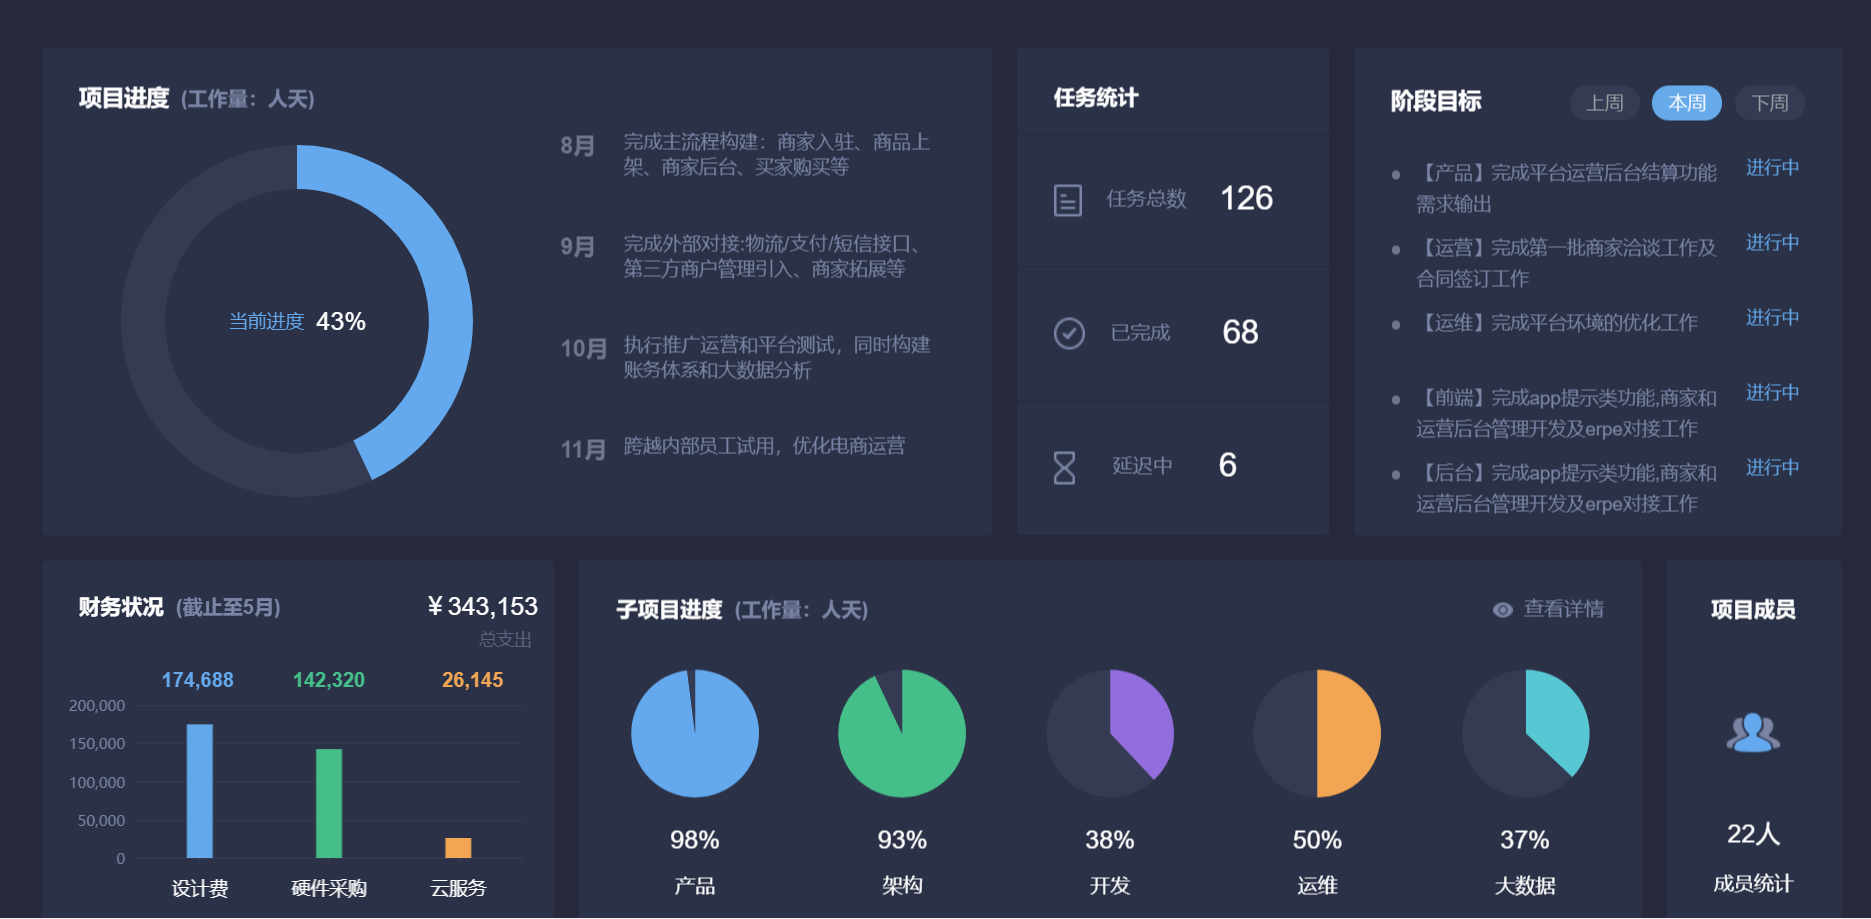 项目进度 (工作量：人天)
当前进度 43%
8月 完成主流程构建：商家入驻、商品上
架、商家后台、买家购买等
9月 完成外部对接:物流/支付/短信接口、
第三方商户管理引入、商家拓展等
10月 执行推广运营和平台测试，同时构建
账务体系和大数据分析
11月 跨越内部员工试用，优化电商运营
任务统计
任务总数 126
已完成 68
延迟中 6
阶段目标 上周 本周 下周
【产品】完成平台运营后台结算功能 进行中
需求输出
【运营】完成第一批商家洽谈工作及 进行中
合同签订工作
【运维】完成平台环境的优化工作 进行中
【前端】完成app提示类功能,商家和 进行中
运营后台管理开发及erpe对接工作
【后台】完成app提示类功能,商家和 进行中
运营后台管理开发及erpe对接工作
财务状况 (截止至5月) ¥ 343,153
总支出
174,688 142,320 26,145
200,000
150,000
100,000
50,000
0
设计费 硬件采购 云服务
子项目进度 (工作量：人天) 查看详情
98% 93% 38% 50% 37%
产品 架构 开发 运维 大数据
项目成员
22人
成员统计